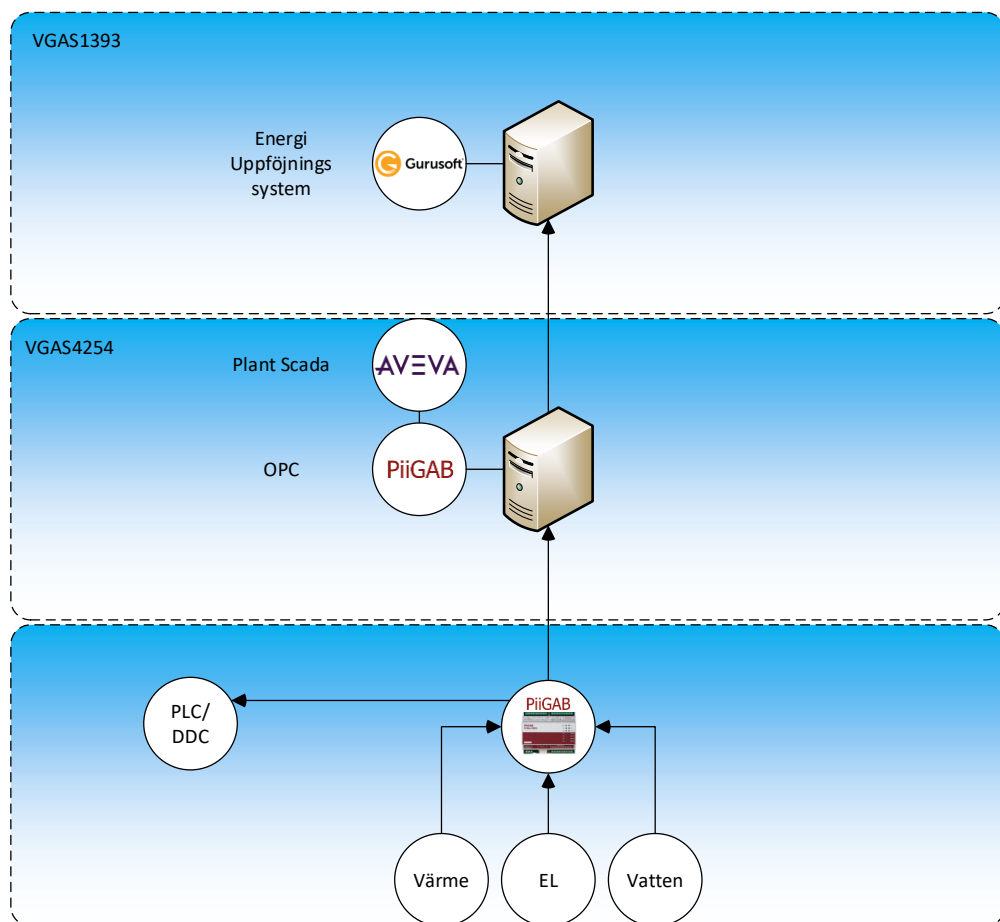 VGAS1393
Energi
Uppföjnings
system
Gurusoft
VGAS4254
Plant Scada
AVEVA
OPC
PiiGAB
PiiGAB
PLC/
DDC
Värme
EL
Vatten